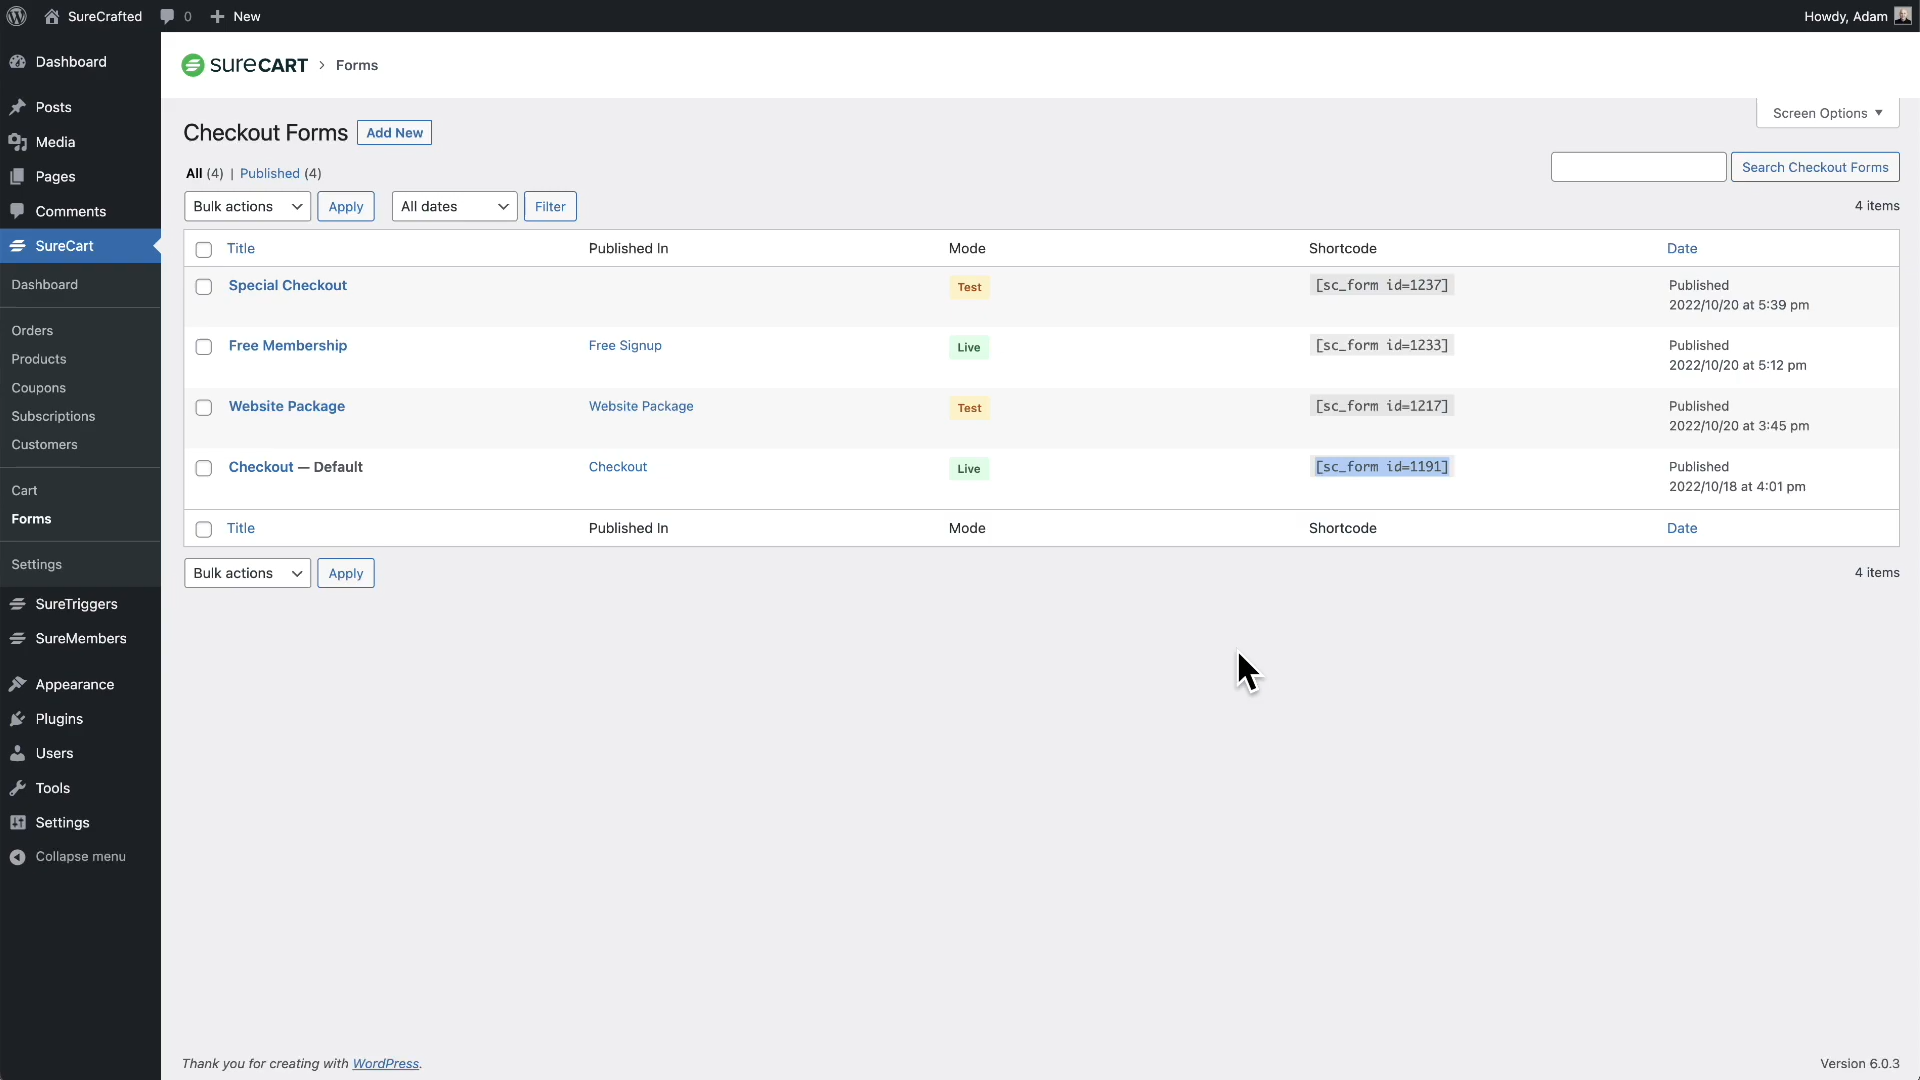 SureCrafted 0 New Howdy, Adam
Dashboard
Posts
Media
Pages
Comments
SureCart
Dashboard
Orders
Products
Coupons
Subscriptions
Customers
Cart
Forms
Settings
SureTriggers
SureMembers
Appearance
Plugins
Users
Tools
Settings
Collapse menu
SURECART > Forms
Screen Options
Checkout Forms Add New
All (4) | Published (4)
Search Checkout Forms
Bulk actions Apply All dates Filter 4 items
Title Published In Mode Shortcode Date
Special Checkout Test [sc_form id=1237] Published
2022/10/20 at 5:39 pm
Free Membership Free Signup Live [sc_form id=1233] Published
2022/10/20 at 5:12 pm
Website Package Website Package Test [sc_form id=1217] Published
2022/10/20 at 3:45 pm
Checkout — Default Checkout Live [sc_form id=1191] Published
2022/10/18 at 4:01 pm
Title Published In Mode Shortcode Date
Bulk actions Apply 4 items
Thank you for creating with WordPress. Version 6.0.3